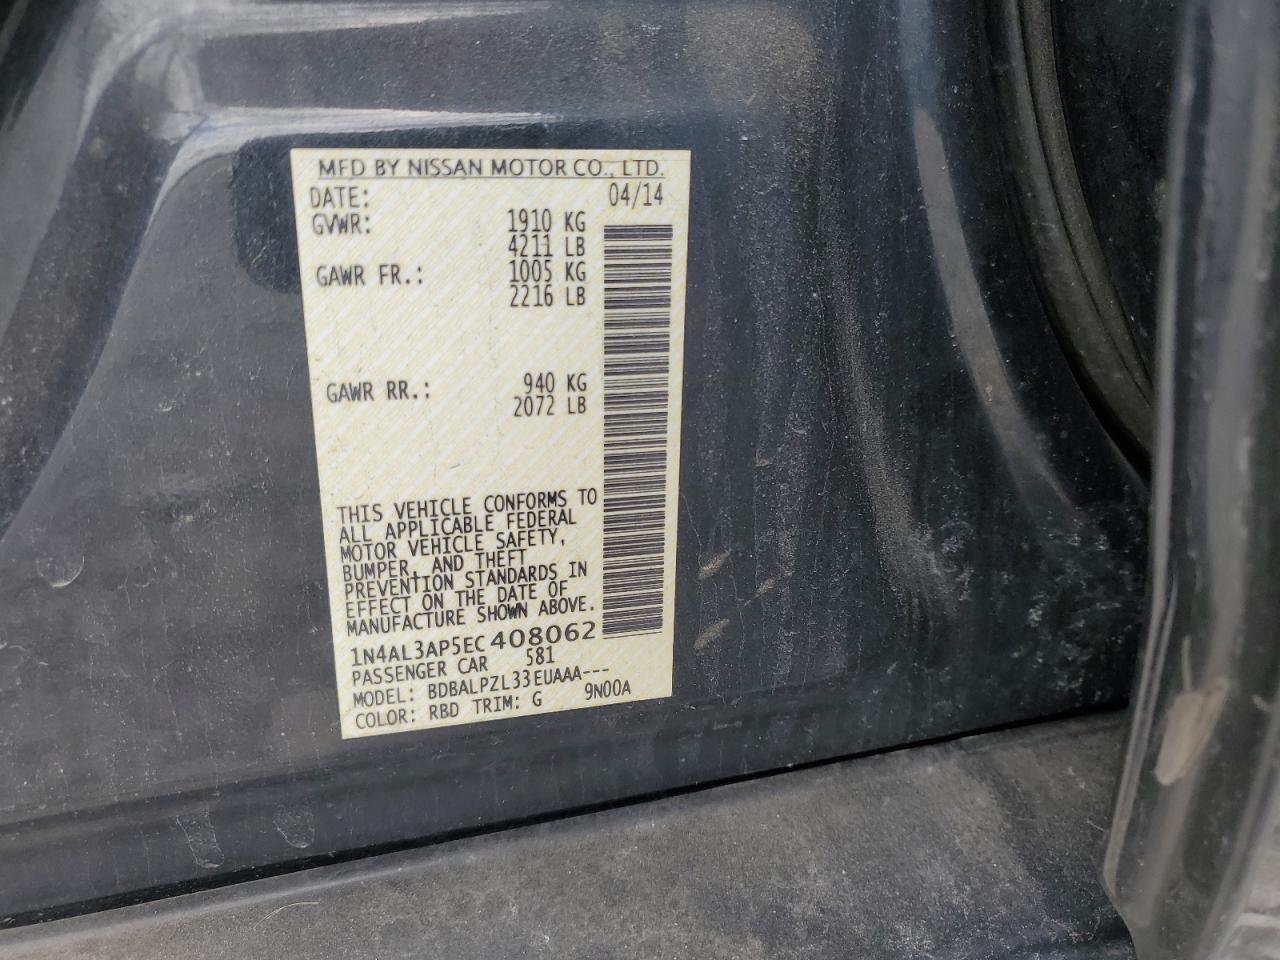 MFD BY NISSAN MOTOR CO., LTD.
DATE: 04/14
GVWR: 1910 KG
4211 LB
GAWR FR.: 1005 KG
2216 LB
GAWR RR.: 940 KG
2072 LB
THIS VEHICLE CONFORMS TO
ALL APPLICABLE FEDERAL
MOTOR VEHICLE SAFETY,
BUMPER, AND THEFT
PREVENTION STANDARDS IN
EFFECT ON THE DATE OF
MANUFACTURE SHOWN ABOVE.
1N4AL3AP5EC408062
PASSENGER CAR 581
MODEL: BDBALPZL33EUAAA---
COLOR: RBD TRIM: G 9N00A